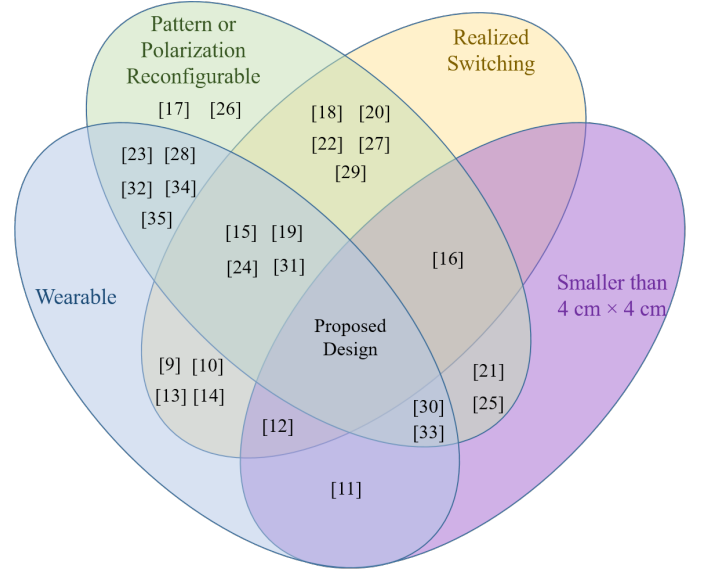 Pattern or
Polarization
Reconfigurable
Realized
Switching
[17] [26]
[18] [20]
[22] [27]
[29]
[23] [28]
[32] [34]
[35]
[15] [19]
[24] [31]
[16]
Wearable
Smaller than
4 cm × 4 cm
Proposed
Design
[9] [10]
[13] [14]
[21]
[25]
[30]
[33]
[12]
[11]